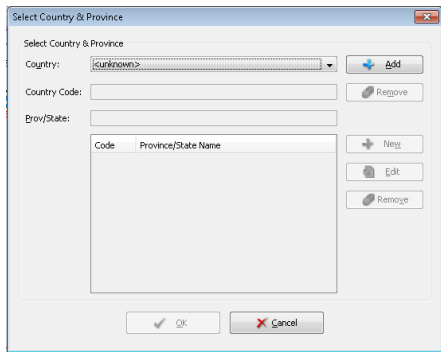 Select Country & Province
Select Country & Province
Country:
<unknown>
Add
Country Code:
Remove
Prov/State:
Code
Province/State Name
New
Edit
Remove
OK
Cancel